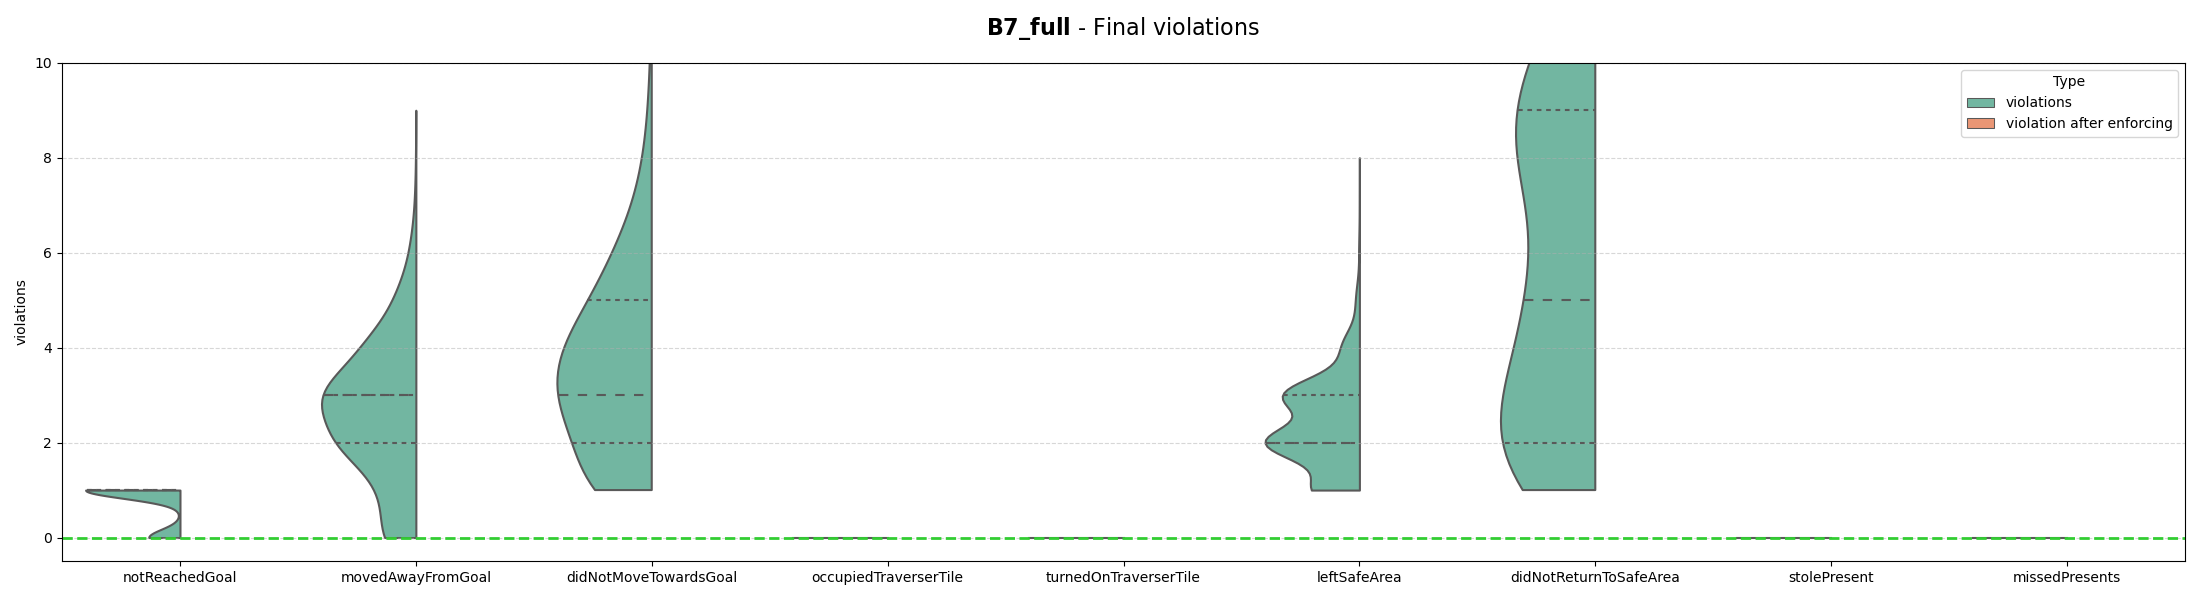 B7_full - Final violations
10
8
6
4
2
0
violations
Type
violations
violation after enforcing
notReachedGoal
movedAwayFromGoal
didNotMoveTowardsGoal
occupiedTraverserTile
turnedOnTraverserTile
leftSafeArea
didNotReturnToSafeArea
stolePresent
missedPresents